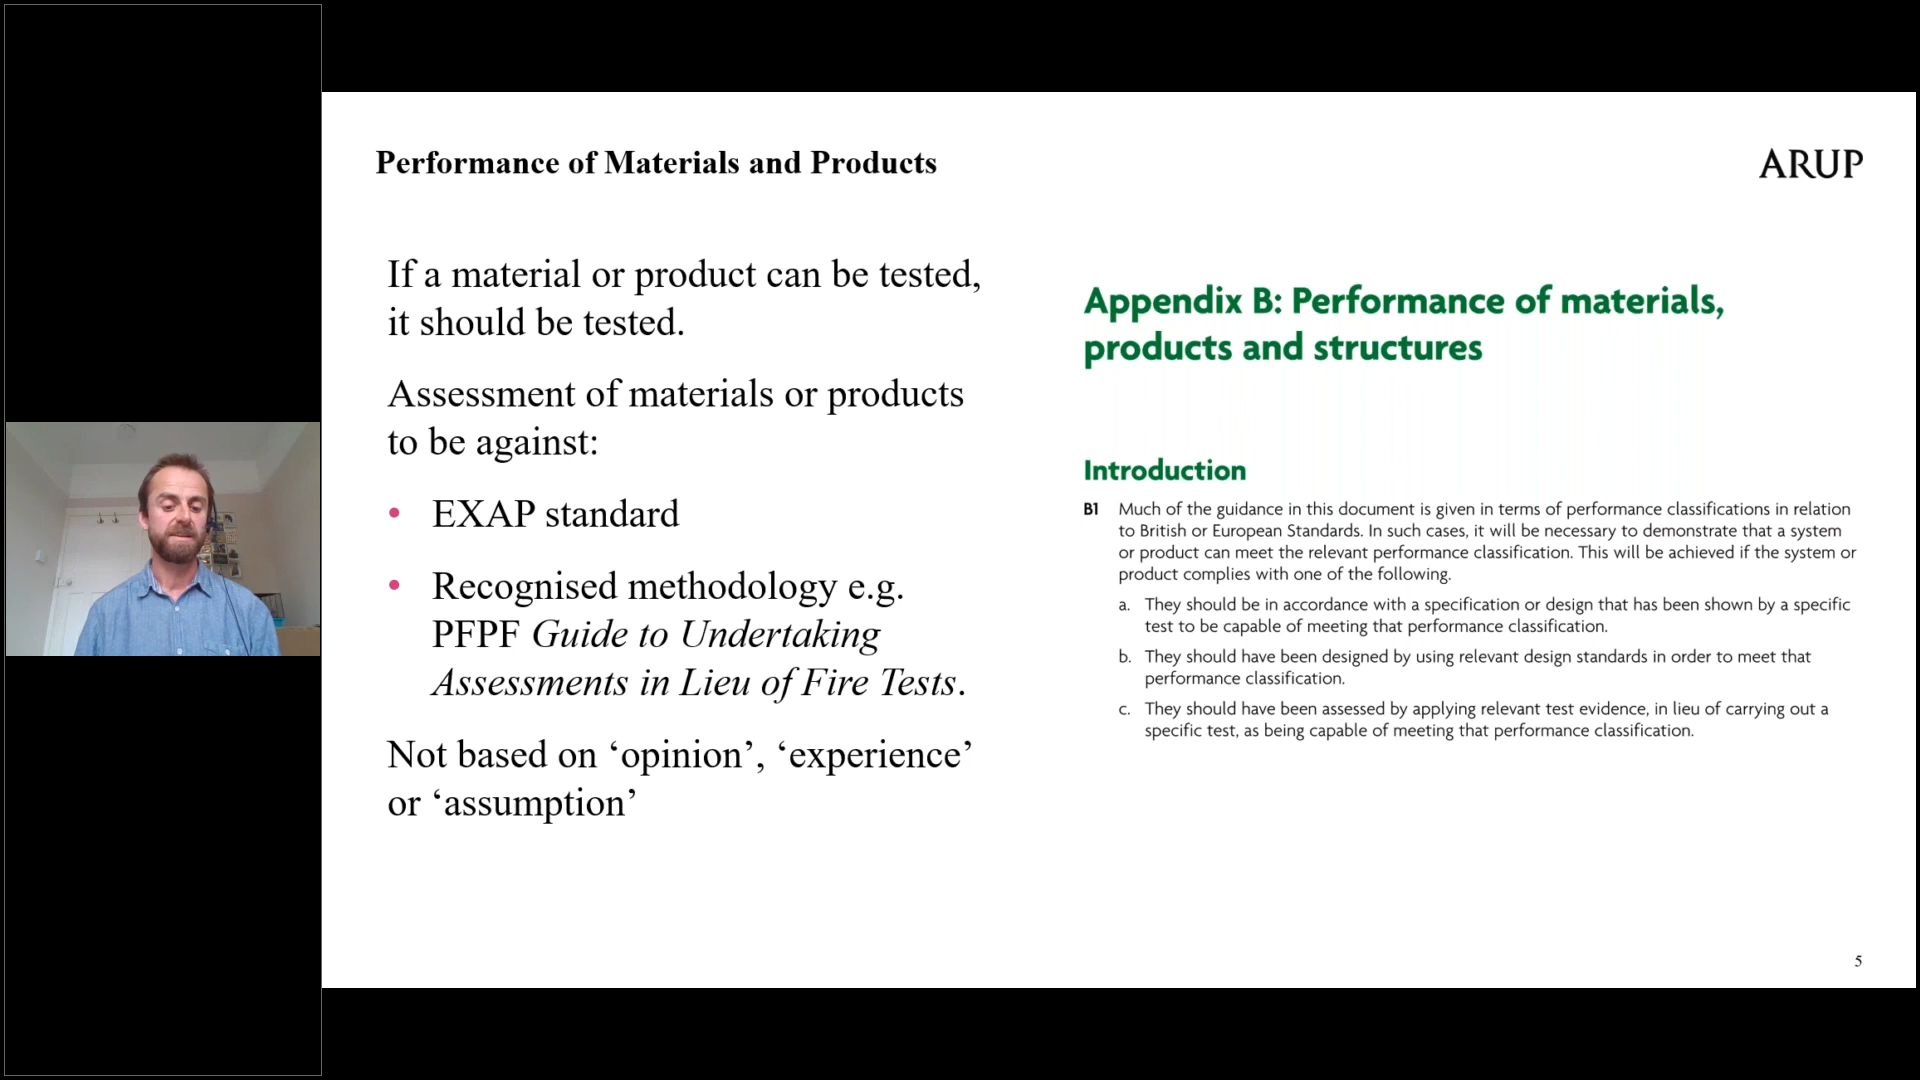 Performance of Materials and Products
ARUP
If a material or product can be tested,
it should be tested.
Assessment of materials or products
to be against:
• EXAP standard
• Recognised methodology e.g.
PFPF Guide to Undertaking
Assessments in Lieu of Fire Tests.
Not based on ‘opinion’, ‘experience’
or ‘assumption’
Appendix B: Performance of materials,
products and structures
Introduction
B1 Much of the guidance in this document is given in terms of performance classifications in relation
to British or European Standards. In such cases, it will be necessary to demonstrate that a system
or product can meet the relevant performance classification. This will be achieved if the system or
product complies with one of the following.
a. They should be in accordance with a specification or design that has been shown by a specific
test to be capable of meeting that performance classification.
b. They should have been designed by using relevant design standards in order to meet that
performance classification.
c. They should have been assessed by applying relevant test evidence, in lieu of carrying out a
specific test, as being capable of meeting that performance classification.
5